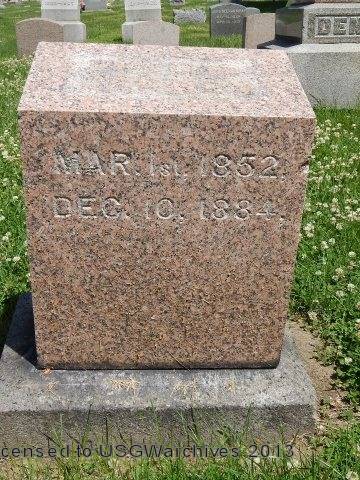 DEN
MAR. 1st. 1852.
DEC. 10. 1884.
censed to USGWarchives 2013